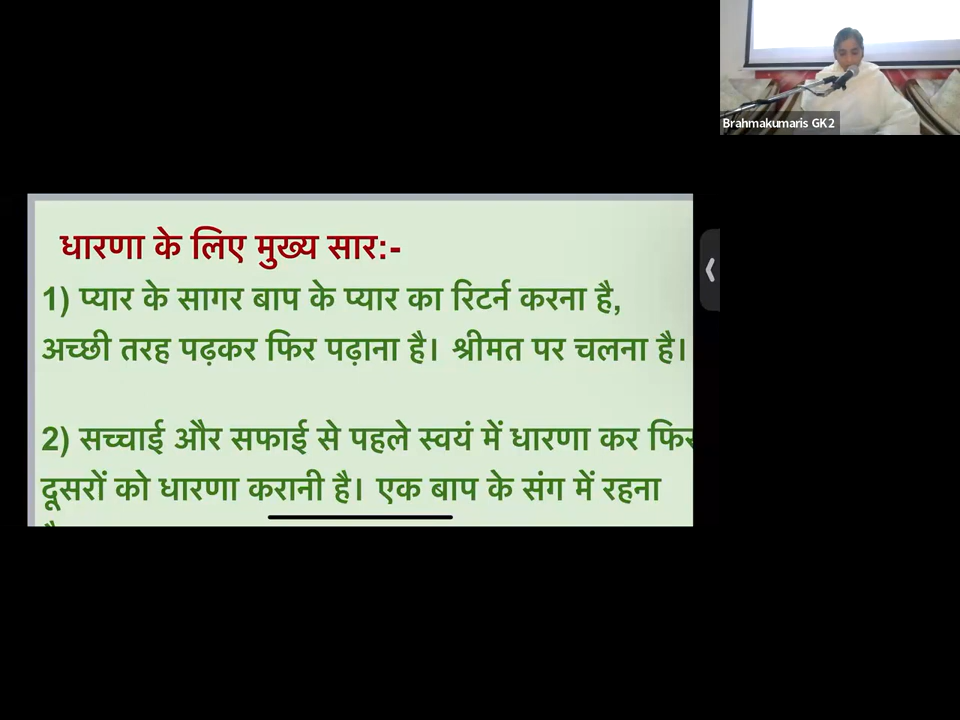 Brahmakumaris GK2
धारणा के लिए मुख्य सार:-
1) प्यार के सागर बाप के प्यार का रिटर्न करना है,
अच्छी तरह पढ़कर फिर पढ़ाना है। श्रीमत पर चलना है।
2) सच्चाई और सफाई से पहले स्वयं में धारणा कर फिर
दूसरों को धारणा करानी है। एक बाप के संग में रहना